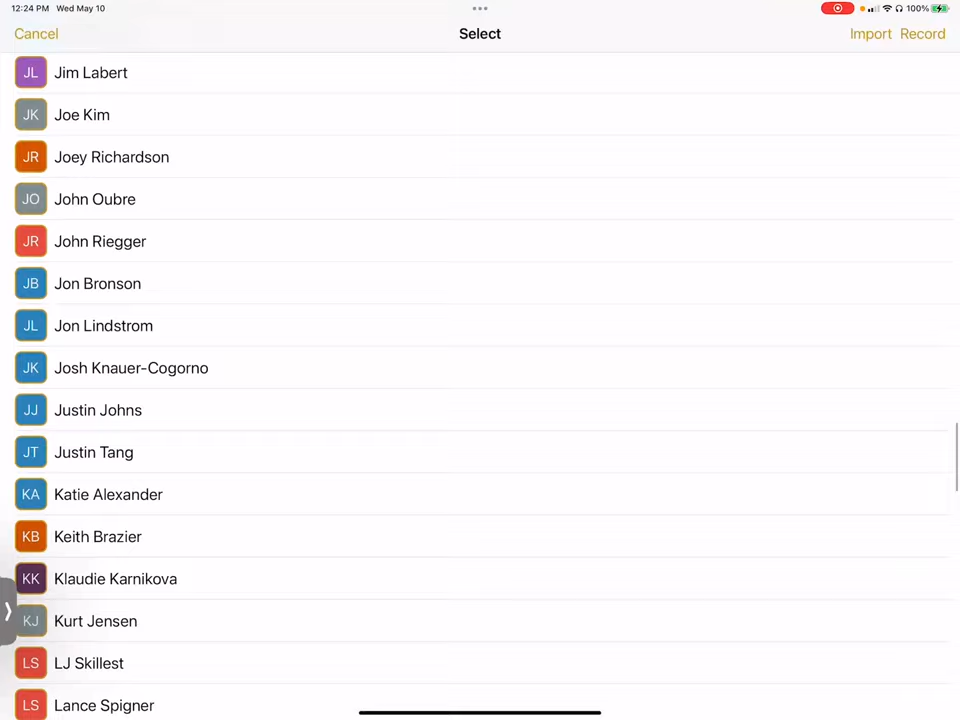 12:24 PM Wed May 10 100%
Cancel Select Import Record
JL Jim Labert
JK Joe Kim
JR Joey Richardson
JO John Oubre
JR John Riegger
JB Jon Bronson
JL Jon Lindstrom
JK Josh Knauer-Cogorno
JJ Justin Johns
JT Justin Tang
KA Katie Alexander
KB Keith Brazier
KK Klaudie Karnikova
KJ Kurt Jensen
LS LJ Skillest
LS Lance Spigner